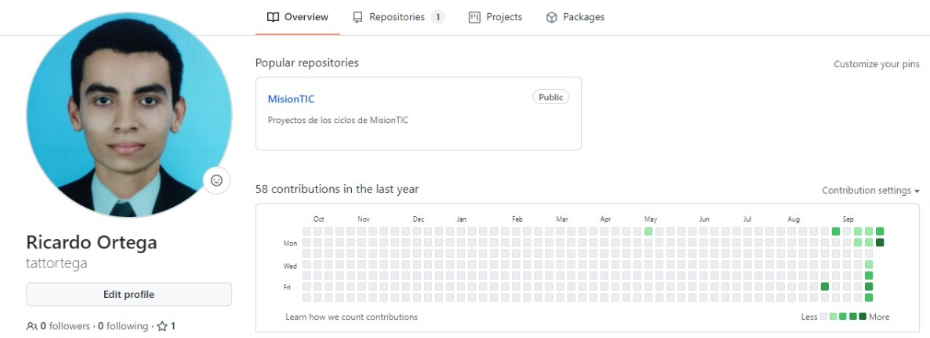 Overview Repositories 1 Projects Packages
Popular repositories Customize your pins
MisionTIC Public
Proyectos de los ciclos de MisionTIC
58 contributions in the last year Contribution settings
Oct Nov Dec Jan Feb Mar Apr May Jun Jul Aug Sep
Mon
Wed
Fri
Learn how we count contributions Less More
Ricardo Ortega
tattortega
Edit profile
0 followers · 0 following · 1